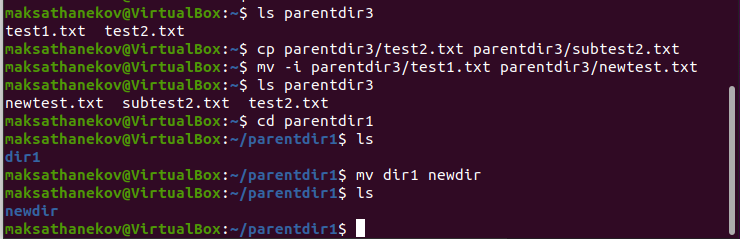 maksathanekov@VirtualBox:~$ ls parentdir3
test1.txt  test2.txt
maksathanekov@VirtualBox:~$ cp parentdir3/test2.txt parentdir3/subtest2.txt
maksathanekov@VirtualBox:~$ mv -i parentdir3/test1.txt parentdir3/newtest.txt
maksathanekov@VirtualBox:~$ ls parentdir3
newtest.txt  subtest2.txt  test2.txt
maksathanekov@VirtualBox:~$ cd parentdir1
maksathanekov@VirtualBox:~/parentdir1$ ls
dir1
maksathanekov@VirtualBox:~/parentdir1$ mv dir1 newdir
maksathanekov@VirtualBox:~/parentdir1$ ls
newdir
maksathanekov@VirtualBox:~/parentdir1$